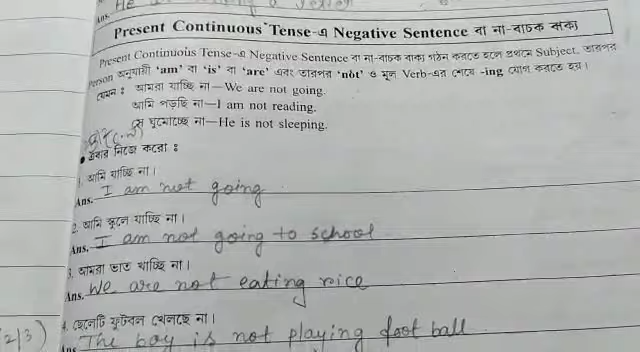 He
Ans.
Present Continuous Tense-এ Negative Sentence বা না-বাচক বাক্য
Present Continuous Tense-এ Negative Sentence বা না-বাচক বাক্য গঠন করতে হলে প্রথমে Subject, তারপর
Person অনুযায়ী 'am' বা 'is' বা 'are' এবং তারপর 'not' ও মূল Verb-এর শেষে -ing যোগ করতে হয়।
যেমন : আমরা যাচ্ছি না—We are not going.
আমি পড়ছি না—I am not reading.
সে ঘুমোচ্ছে না—He is not sleeping.
● এবার নিজে করো :
1. আমি যাচ্ছি না।
Ans. I am not going
2. আমি স্কুলে যাচ্ছি না।
Ans. I am not going to school
3. আমরা ভাত খাচ্ছি না।
Ans. We are not eating rice
4. ছেলেটি ফুটবল খেলছে না।
Ans The boy is not playing foot ball
2/3)